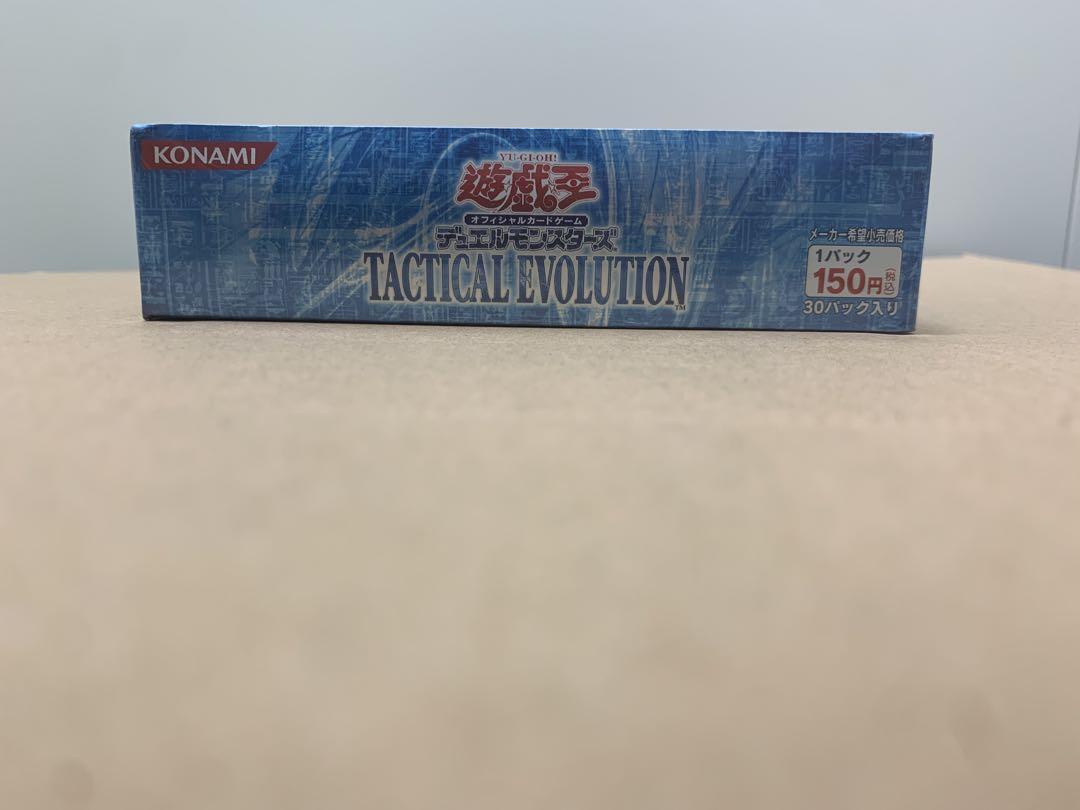 KONAMI
YU-GI-OH!
遊戯王
オフィシャルカードゲーム
デュエルモンスターズ
TACTICAL EVOLUTION™
メーカー希望小売価格
1パック
150円(税込)
30パック入り